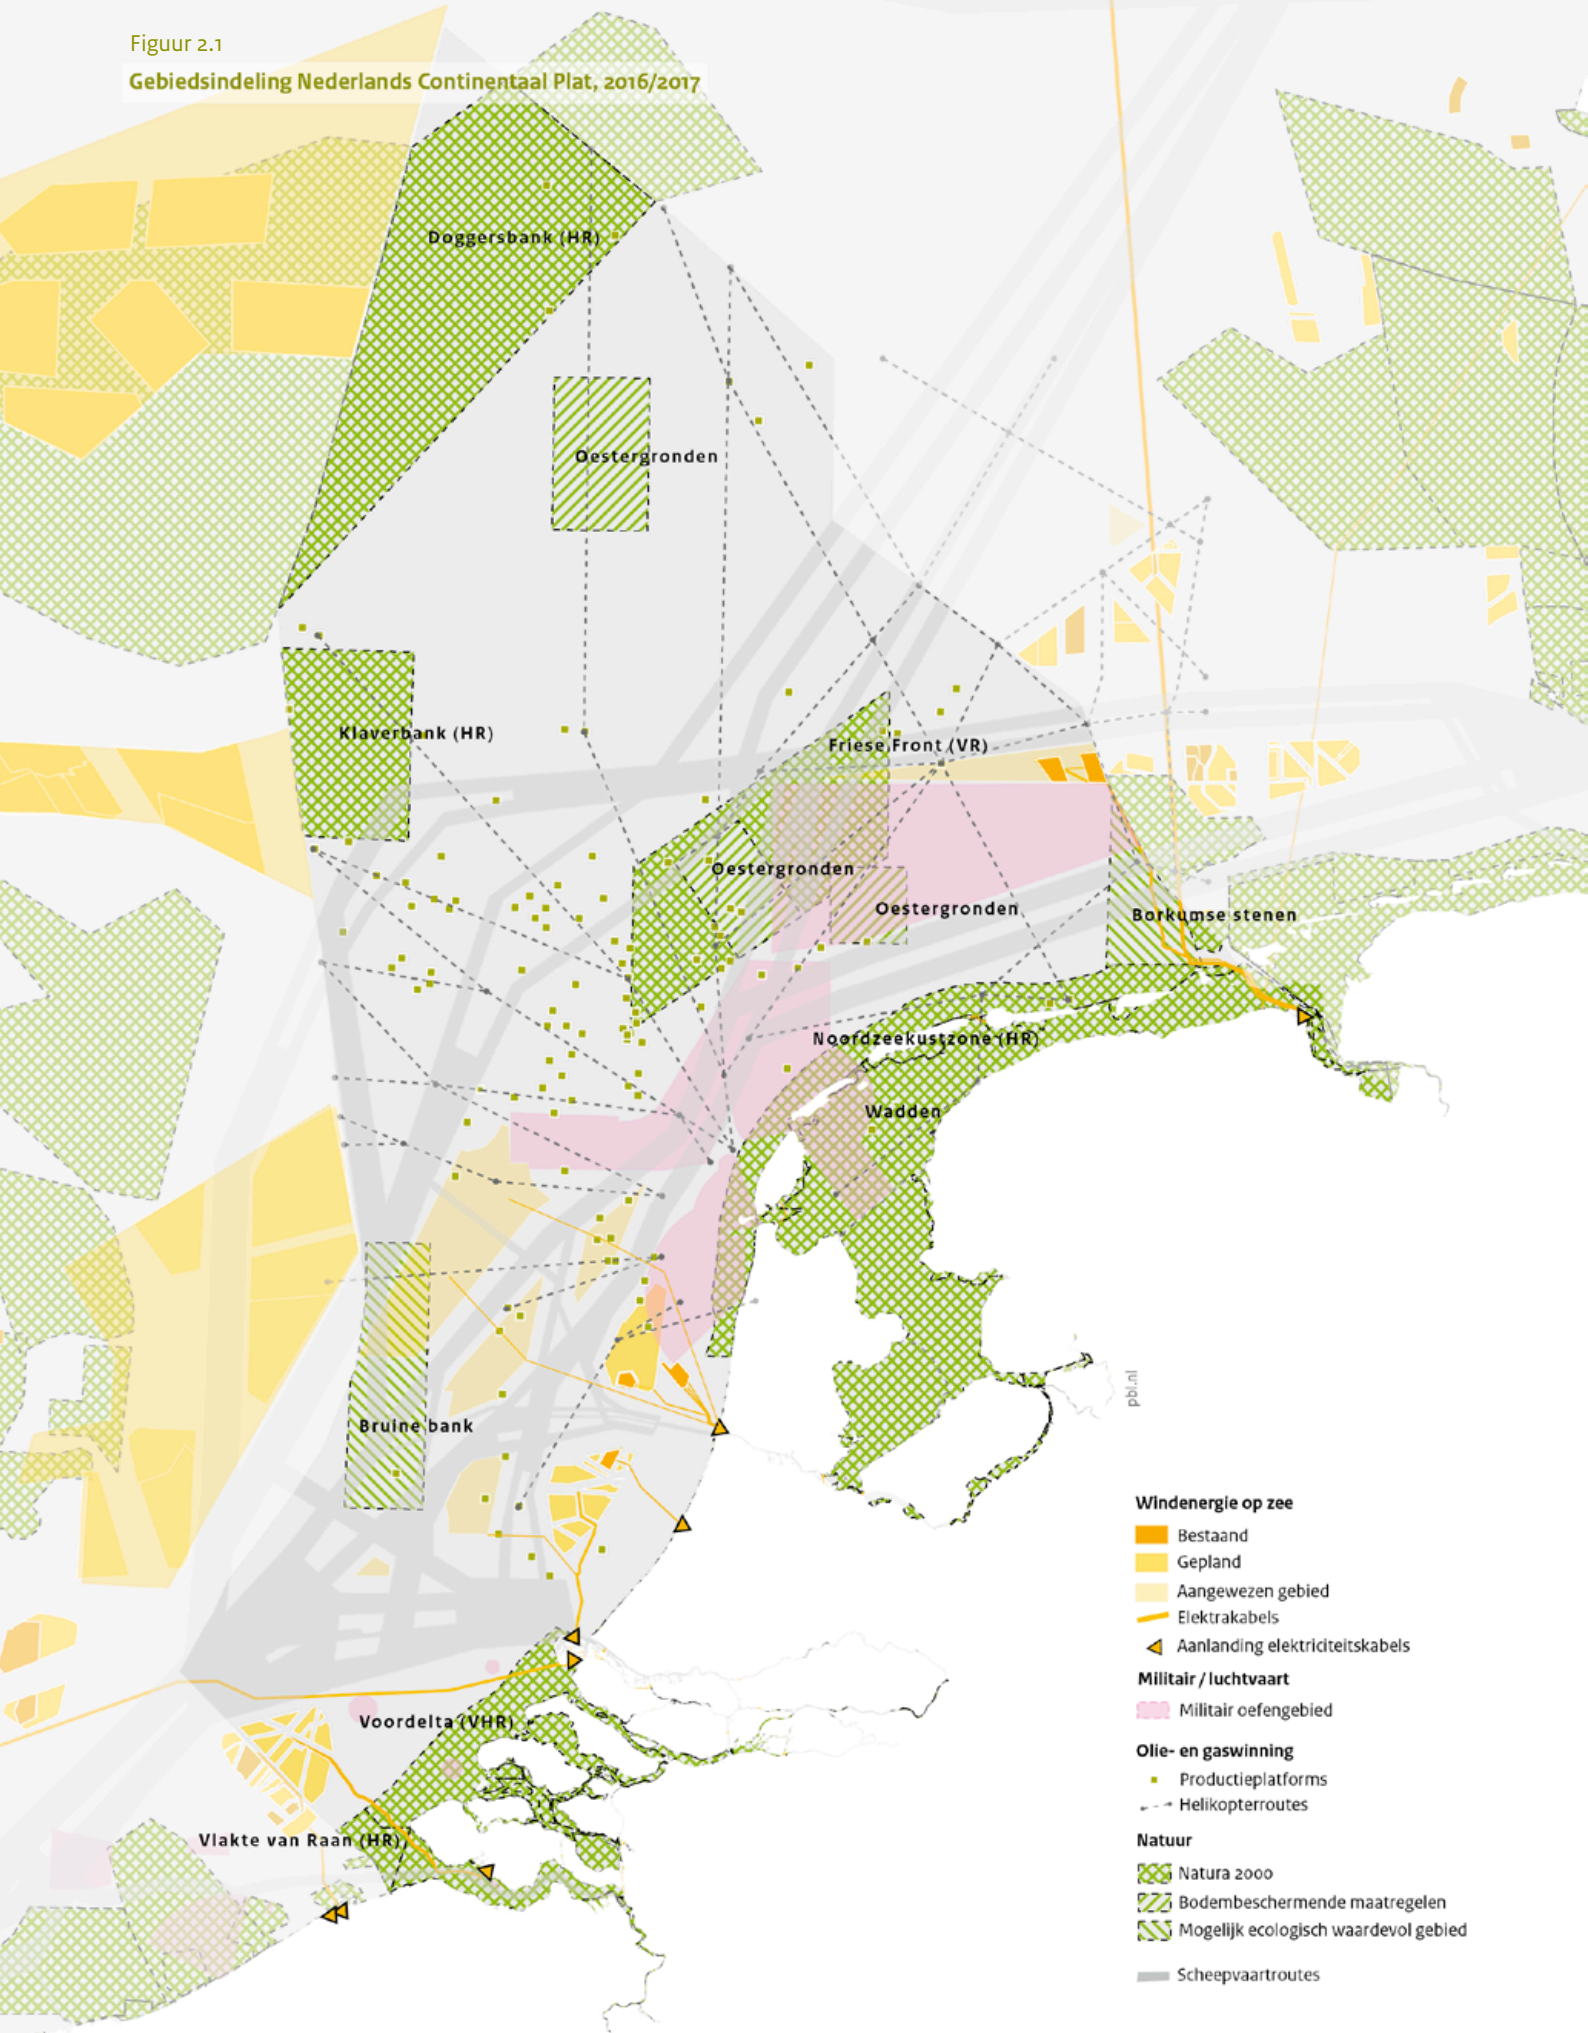 Figuur 2.1
Gebiedsindeling Nederlands Continentaal Plat, 2016/2017
Doggersbank (HR)
Oestergronden
Klaverbank (HR)
Friese Front (VR)
Oestergronden
Oestergronden
Borkumse stenen
Noordzeekustzone (HR)
Wadden
Bruine bank
pbl.nl
Voordelta (VHR)
Vlakte van Raan (HR)
Windenergie op zee
Bestaand
Gepland
Aangewezen gebied
Elektrakabels
Aanlanding elektriciteitskabels
Militair / luchtvaart
Militair oefengebied
Olie- en gaswinning
Productieplatforms
Helikopterroutes
Natuur
Natura 2000
Bodembeschermende maatregelen
Mogelijk ecologisch waardevol gebied
Scheepvaartroutes